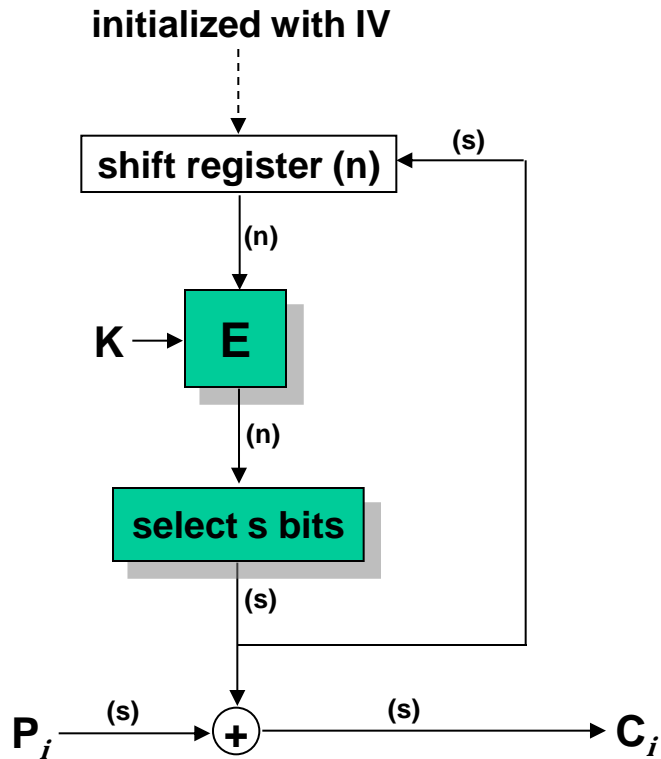 initialized with IV
shift register (n)
(s)
(n)
K
E
(n)
select s bits
(s)
(s)
(s)
P i
+
C i